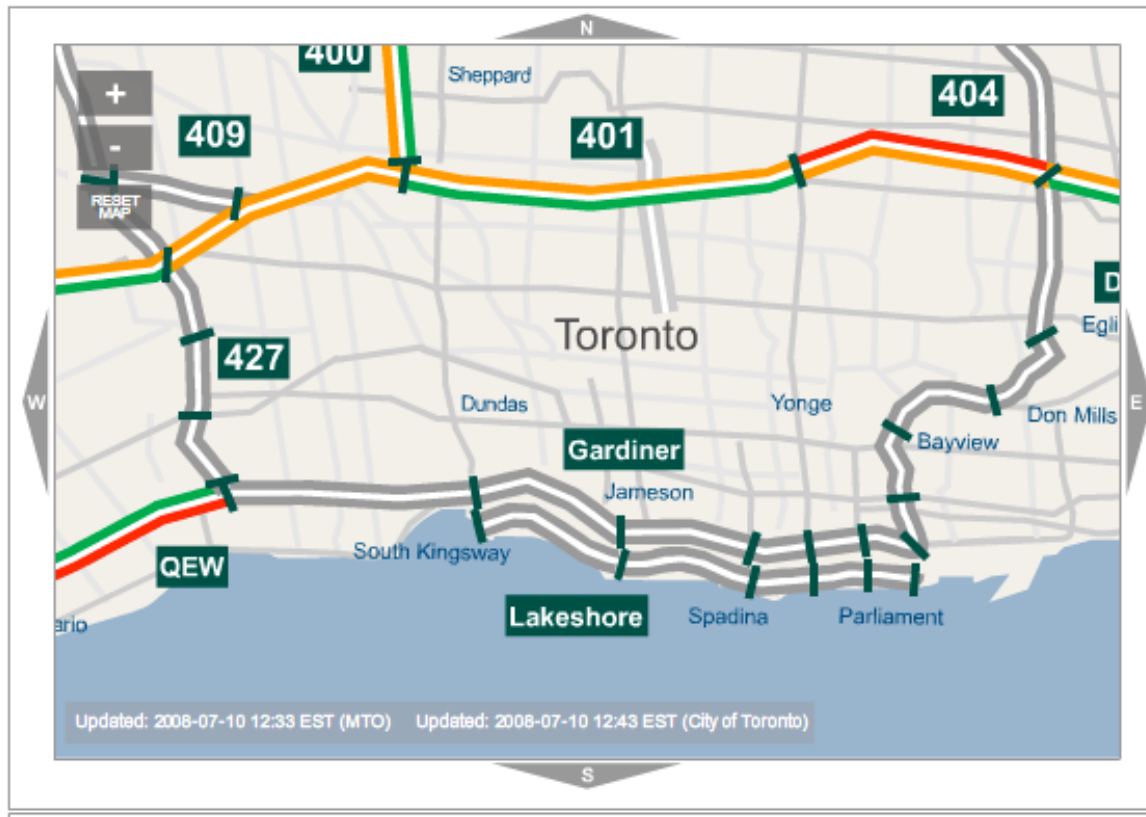 N
400
Sheppard
404
+
409
401
-
RESET
MAP
D
Egli
Toronto
427
W
E
Dundas
Yonge
Don Mills
Bayview
Gardiner
Jameson
South Kingsway
QEW
Lakeshore
Spadina
Parliament
ario
Updated: 2008-07-10 12:33 EST (MTO) Updated: 2008-07-10 12:43 EST (City of Toronto)
S